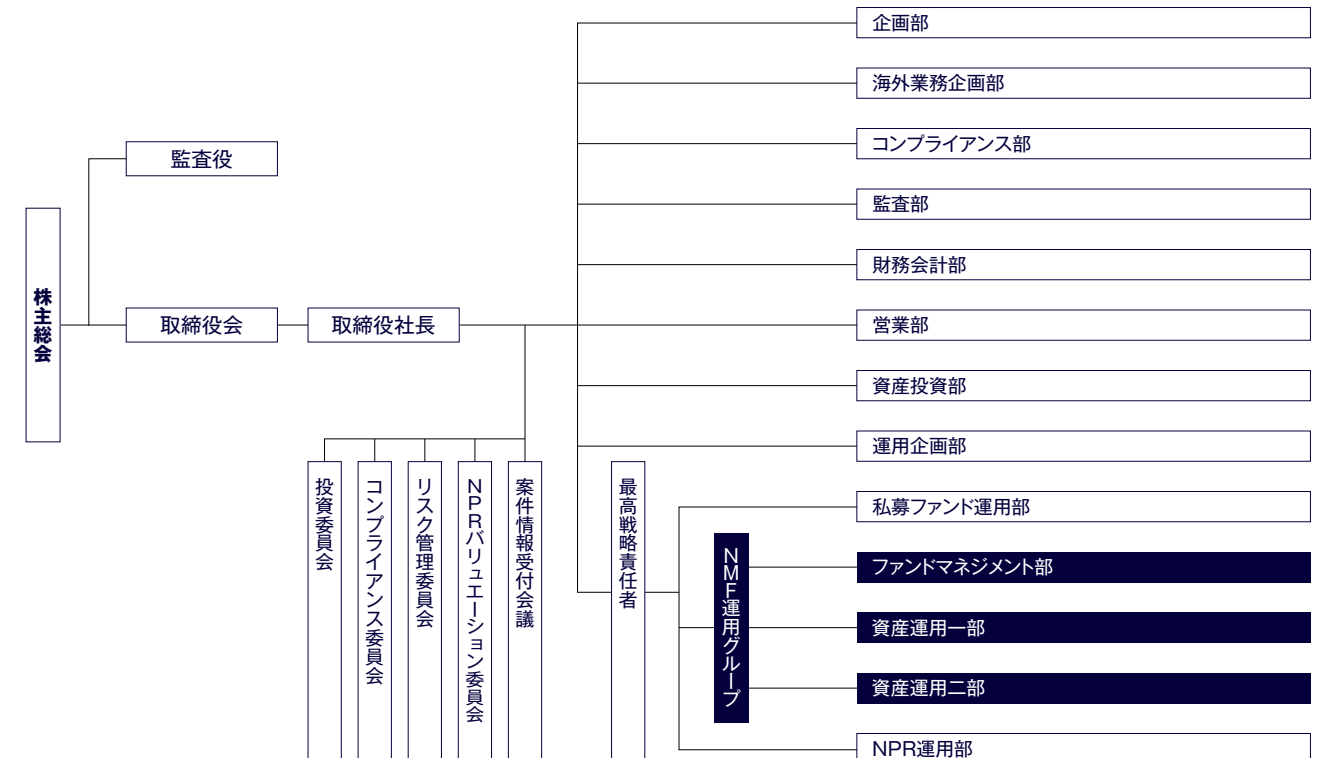 株主総会
監査役
取締役会
取締役社長
投資委員会
コンプライアンス委員会
リスク管理委員会
NPRバリュエーション委員会
案件情報受付会議
最高戦略責任者
NMF運用グループ
企画部
海外業務企画部
コンプライアンス部
監査部
財務会計部
営業部
資産投資部
運用企画部
私募ファンド運用部
ファンドマネジメント部
資産運用一部
資産運用二部
NPR運用部